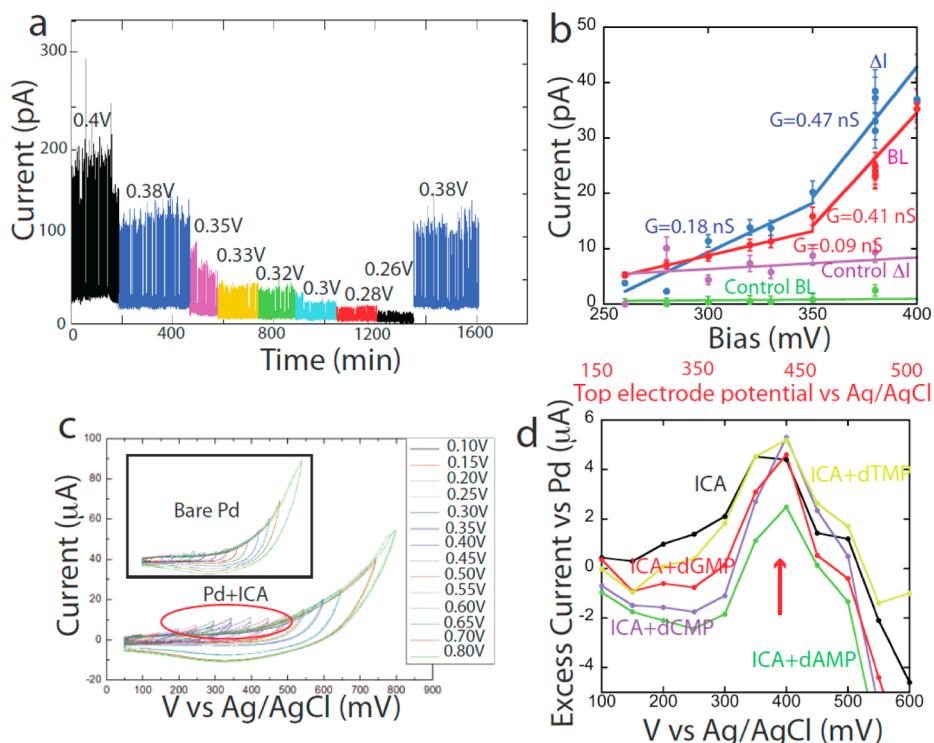 a
Current (pA)
300
200
100
0
0.4V
0.38V
0.35V
0.33V
0.32V
0.3V
0.28V
0.26V
0.38V
0
400
800
1200
1600
Time (min)
b
Current (pA)
50
40
30
20
10
0
ΔI
G=0.47 nS
BL
G=0.18 nS
G=0.41 nS
G=0.09 nS
Control ΔI
Control BL
250
300
350
400
Bias (mV)
c
Current (μA)
100
80
60
40
20
0
-20
Bare Pd
Pd+ICA
0.10V
0.15V
0.20V
0.25V
0.30V
0.35V
0.40V
0.45V
0.50V
0.55V
0.60V
0.65V
0.70V
0.80V
0
100
200
300
400
500
600
700
800
900
V vs Ag/AgCl (mV)
150
350
450
500
Top electrode potential vs Ag/AgCl
d
Excess Current vs Pd (μA)
6
4
2
0
-2
-4
ICA
ICA+dTMP
ICA+dGMP
ICA+dCMP
ICA+dAMP
100
200
300
400
500
600
V vs Ag/AgCl (mV)